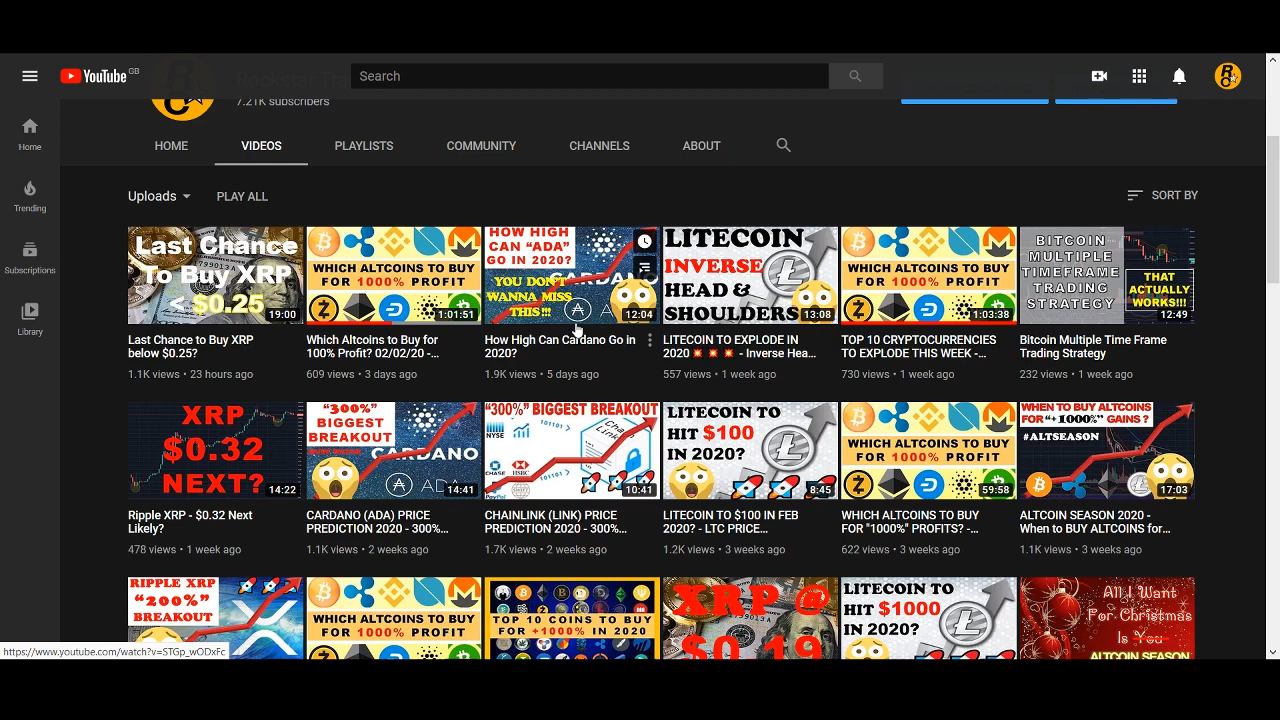 YouTube GB
Search
Rockstar Tra
7.21K subscribers
Home
Trending
Subscriptions
Library
HOME
VIDEOS
PLAYLISTS
COMMUNITY
CHANNELS
ABOUT
Uploads
PLAY ALL
SORT BY
Last Chance
To Buy XRP
< $0.25
19:00
WHICH ALTCOINS TO BUY
FOR 1000% PROFIT
1:01:51
HOW HIGH
CAN “ADA”
GO IN 2020?
CARDANO
YOU DON'T
WANNA MISS
THIS!!!
12:04
LITECOIN
INVERSE
HEAD &
SHOULDERS
13:08
WHICH ALTCOINS TO BUY
FOR 1000% PROFIT
1:03:38
BITCOIN
MULTIPLE
TIMEFRAME
TRADING
STRATEGY
THAT
ACTUALLY
WORKS!!!
12:49
Last Chance to Buy XRP
below $0.25?
1.1K views • 23 hours ago
Which Altcoins to Buy for
100% Profit? 02/02/20 -...
609 views • 3 days ago
How High Can Cardano Go in
2020?
1.9K views • 5 days ago
LITECOIN TO EXPLODE IN
2020💥💥💥 - Inverse Hea...
557 views • 1 week ago
TOP 10 CRYPTOCURRENCIES
TO EXPLODE THIS WEEK -...
730 views • 1 week ago
Bitcoin Multiple Time Frame
Trading Strategy
232 views • 1 week ago
XRP
$0.32
NEXT?
14:22
“300%”
BIGGEST
BREAKOUT
CARDANO
ADA
14:41
“300%” BIGGEST BREAKOUT
NYSE
CHASE
HSBC
PayPal
Chain Link
10:41
LITECOIN TO
HIT $100
IN 2020?
8:45
WHICH ALTCOINS TO BUY
FOR 1000% PROFIT
59:58
WHEN TO BUY ALTCOINS
FOR “+1000%” GAINS ?
#ALTSEASON
17:03
Ripple XRP - $0.32 Next
Likely?
478 views • 1 week ago
CARDANO (ADA) PRICE
PREDICTION 2020 - 300%...
1.1K views • 2 weeks ago
CHAINLINK (LINK) PRICE
PREDICTION 2020 - 300%...
1.7K views • 2 weeks ago
LITECOIN TO $100 IN FEB
2020? - LTC PRICE...
1.2K views • 3 weeks ago
WHICH ALTCOINS TO BUY
FOR "1000%" PROFITS? -...
622 views • 3 weeks ago
ALTCOIN SEASON 2020 -
When to BUY ALTCOINS for...
1.1K views • 3 weeks ago
RIPPLE XRP
“200%”
BREAKOUT
WHICH ALTCOINS TO BUY
FOR 1000% PROFIT
TOP 10 COINS TO BUY
FOR +1000% IN 2020
XRP @
$0.19
LITECOIN TO
HIT $1000
IN 2020?
All I Want
For Christmas
Is You
ALTCOIN SEASON
https://www.youtube.com/watch?v=STGp_wODxFc